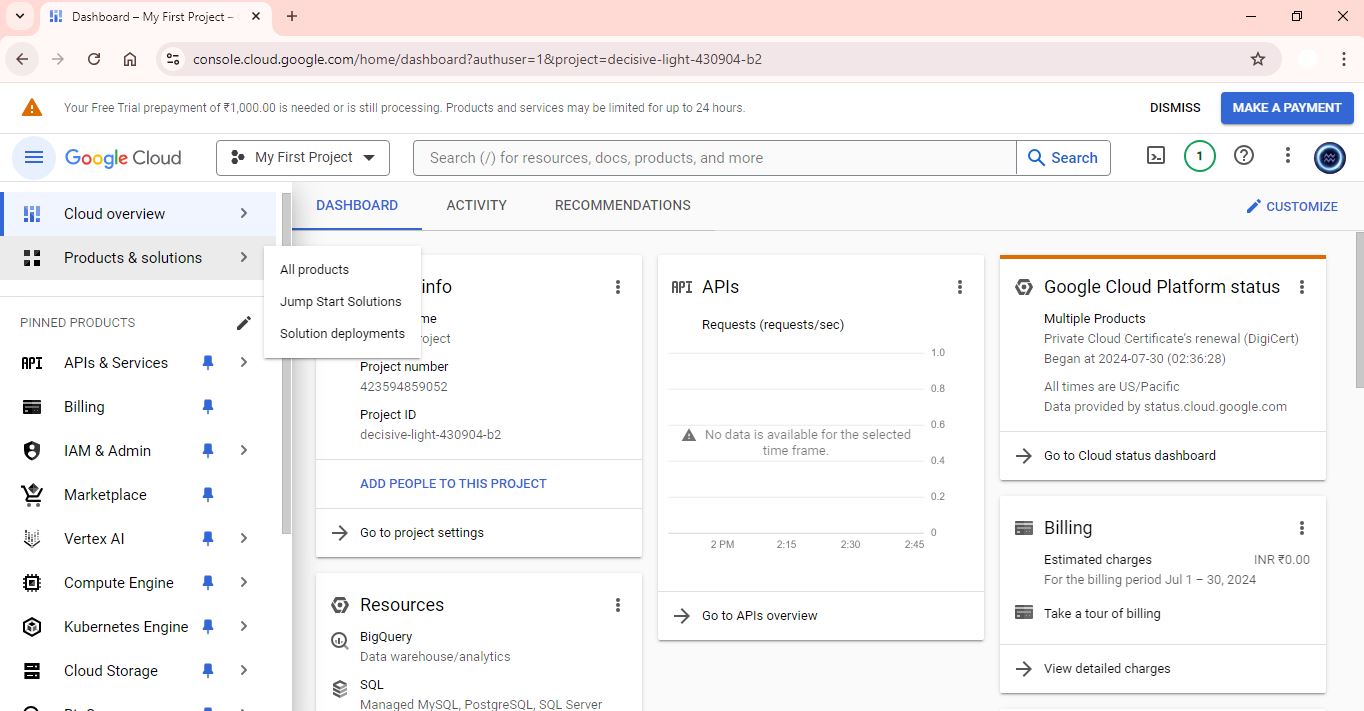 Dashboard – My First Project –
console.cloud.google.com/home/dashboard?authuser=1&project=decisive-light-430904-b2
Your Free Trial prepayment of ₹1,000.00 is needed or is still processing. Products and services may be limited for up to 24 hours.
DISMISS
MAKE A PAYMENT
Google Cloud
My First Project
Search (/) for resources, docs, products, and more
Search
1
Cloud overview
Products & solutions
All products
Jump Start Solutions
Solution deployments
PINNED PRODUCTS
API APIs & Services
Billing
IAM & Admin
Marketplace
Vertex AI
Compute Engine
Kubernetes Engine
Cloud Storage
DASHBOARD
ACTIVITY
RECOMMENDATIONS
CUSTOMIZE
info
me
roject
Project number
423594859052
Project ID
decisive-light-430904-b2
ADD PEOPLE TO THIS PROJECT
Go to project settings
Resources
BigQuery
Data warehouse/analytics
SQL
Managed MySQL, PostgreSQL, SQL Server
API APIs
Requests (requests/sec)
1.0
0.8
0.6
0.4
0.2
0
No data is available for the selected
time frame.
2 PM 2:15 2:30 2:45
Go to APIs overview
Google Cloud Platform status
Multiple Products
Private Cloud Certificate's renewal (DigiCert)
Began at 2024-07-30 (02:36:28)
All times are US/Pacific
Data provided by status.cloud.google.com
Go to Cloud status dashboard
Billing
Estimated charges INR ₹0.00
For the billing period Jul 1 – 30, 2024
Take a tour of billing
View detailed charges